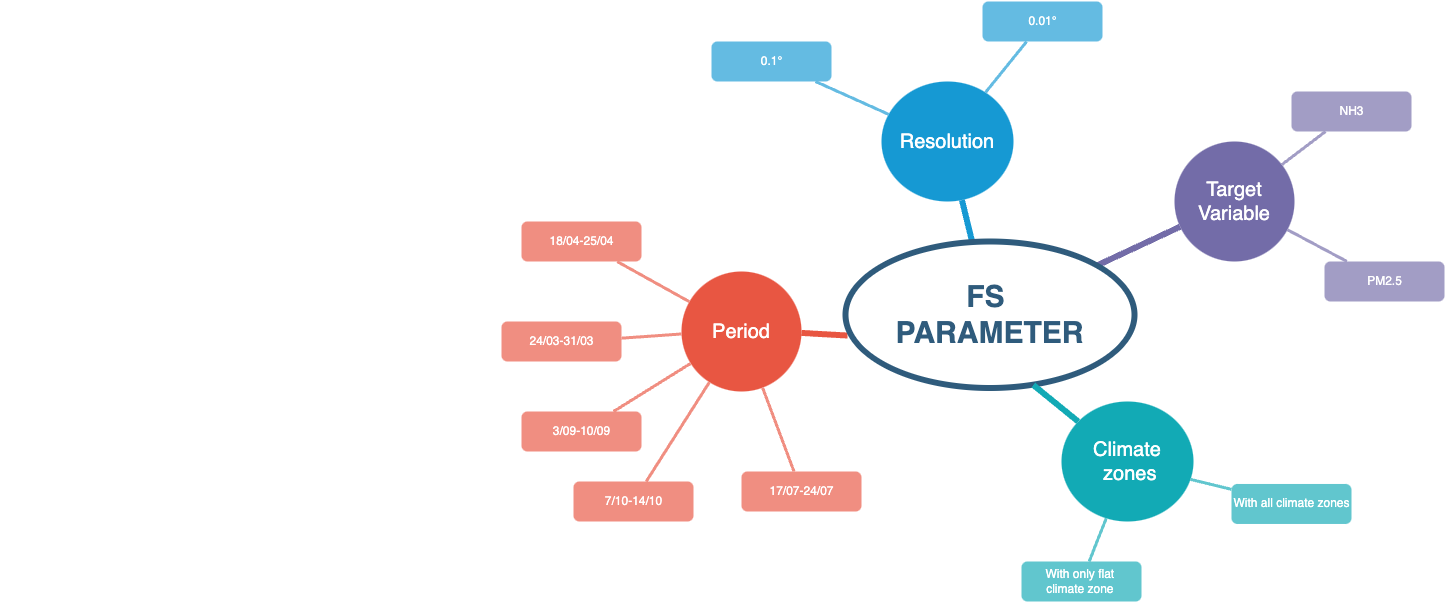 0.01°
0.1°
Resolution
NH3
Target
Variable
PM2.5
18/04-25/04
24/03-31/03
Period
3/09-10/09
7/10-14/10
17/07-24/07
FS
PARAMETER
Climate
zones
With all climate zones
With only flat
climate zone